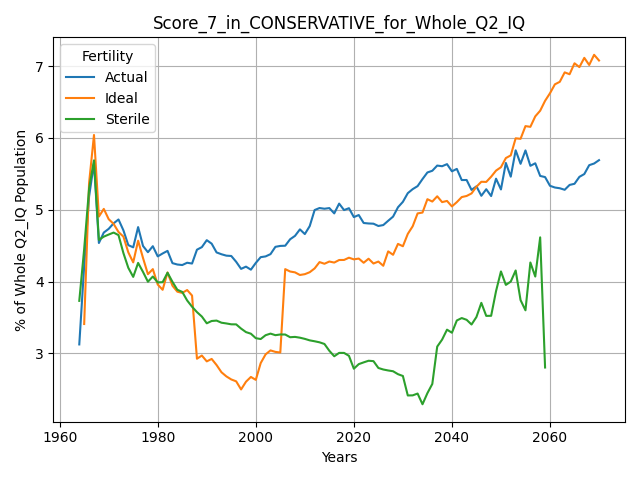 Score_7_in_CONSERVATIVE_for_Whole_Q2_IQ
Fertility
Actual
Ideal
Sterile
% of Whole Q2_IQ Population
7
6
5
4
3
1960
1980
2000
2020
2040
2060
Years